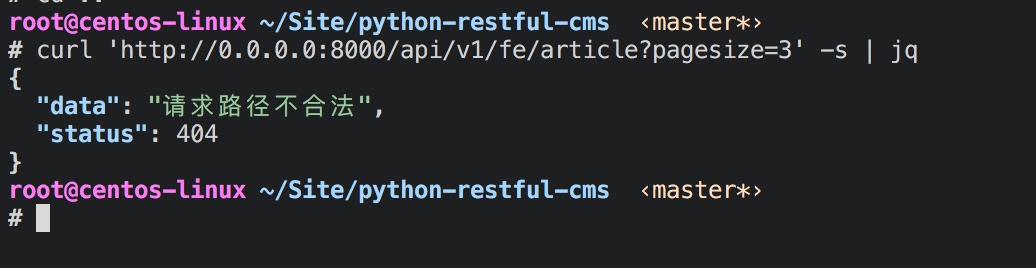 root@centos-linux ~/Site/python-restful-cms ‹master*›
# curl 'http://0.0.0.0:8000/api/v1/fe/article?pagesize=3' -s | jq
{
  "data": "请求路径不合法",
  "status": 404
}
root@centos-linux ~/Site/python-restful-cms ‹master*›
#